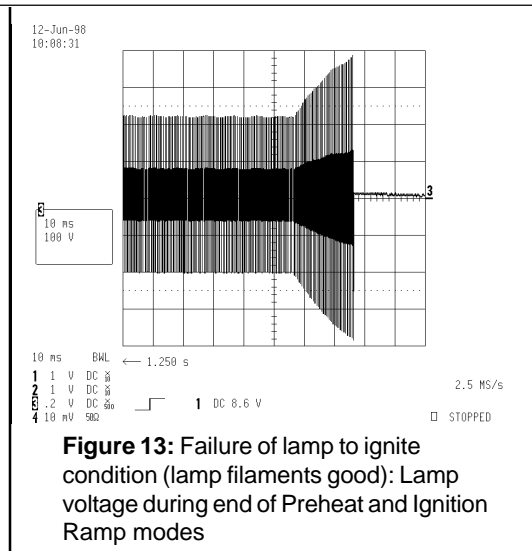 12-Jun-98
10:08:31
3
10 ms
100 V
3
10 ms BWL ← 1.250 s
1 1 V DC
2 1 V DC
3 .2 V DC
4 10 mV 50Ω
1 DC 8.6 V
2.5 MS/s
STOPPED
Figure 13: Failure of lamp to ignite
condition (lamp filaments good): Lamp
voltage during end of Preheat and Ignition
Ramp modes